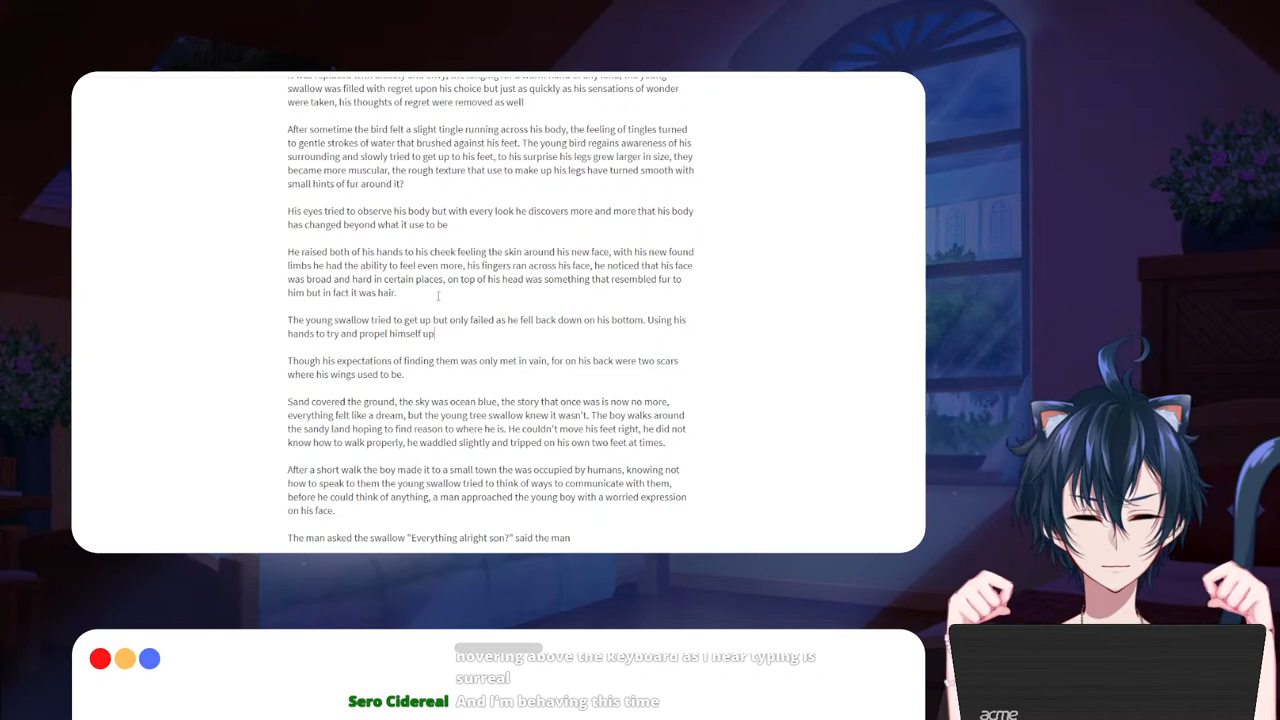 It was replaced with anxiety and envy, the longing for a warm hand of any kind, the young
swallow was filled with regret upon his choice but just as quickly as his sensations of wonder
were taken, his thoughts of regret were removed as well
After sometime the bird felt a slight tingle running across his body, the feeling of tingles turned
to gentle strokes of water that brushed against his feet. The young bird regains awareness of his
surrounding and slowly tried to get up to his feet, to his surprise his legs grew larger in size, they
became more muscular, the rough texture that use to make up his legs have turned smooth with
small hints of fur around it?
His eyes tried to observe his body but with every look he discovers more and more that his body
has changed beyond what it use to be
He raised both of his hands to his cheek feeling the skin around his new face, with his new found
limbs he had the ability to feel even more, his fingers ran across his face, he noticed that his face
was broad and hard in certain places, on top of his head was something that resembled fur to
him but in fact it was hair.
The young swallow tried to get up but only failed as he fell back down on his bottom. Using his
hands to try and propel himself up
Though his expectations of finding them was only met in vain, for on his back were two scars
where his wings used to be.
Sand covered the ground, the sky was ocean blue, the story that once was is now no more,
everything felt like a dream, but the young tree swallow knew it wasn't. The boy walks around
the sandy land hoping to find reason to where he is. He couldn't move his feet right, he did not
know how to walk properly, he waddled slightly and tripped on his own two feet at times.
After a short walk the boy made it to a small town the was occupied by humans, knowing not
how to speak to them the young swallow tried to think of ways to communicate with them,
before he could think of anything, a man approached the young boy with a worried expression
on his face.
The man asked the swallow "Everything alright son?" said the man
hovering above the keyboard as I hear typing is
surreal
Sero Cidereal And I'm behaving this time
acme